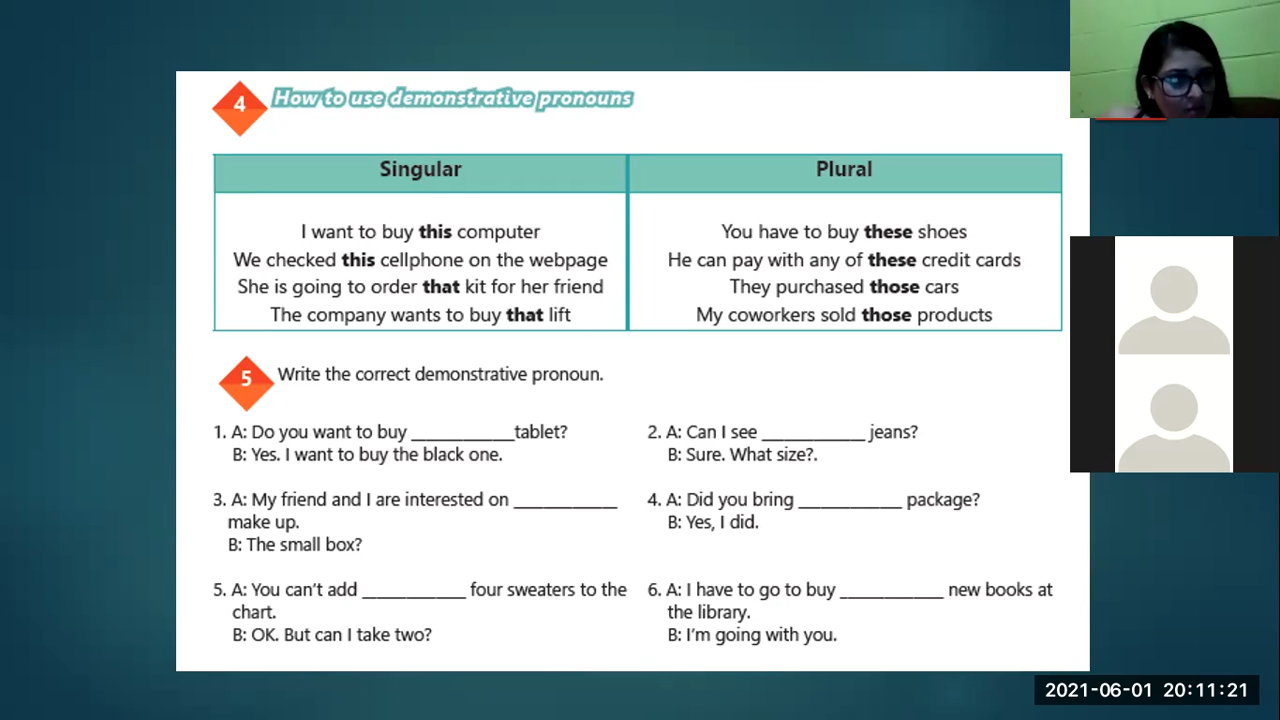 4
How to use demonstrative pronouns
Singular
Plural
I want to buy this computer
We checked this cellphone on the webpage
She is going to order that kit for her friend
The company wants to buy that lift
You have to buy these shoes
He can pay with any of these credit cards
They purchased those cars
My coworkers sold those products
5
Write the correct demonstrative pronoun.
1. A: Do you want to buy ____________tablet?
B: Yes. I want to buy the black one.
2. A: Can I see ____________ jeans?
B: Sure. What size?.
3. A: My friend and I are interested on ____________
make up.
B: The small box?
4. A: Did you bring ____________ package?
B: Yes, I did.
5. A: You can't add ____________ four sweaters to the
chart.
B: OK. But can I take two?
6. A: I have to go to buy ____________ new books at
the library.
B: I'm going with you.
2021-06-01 20:11:21